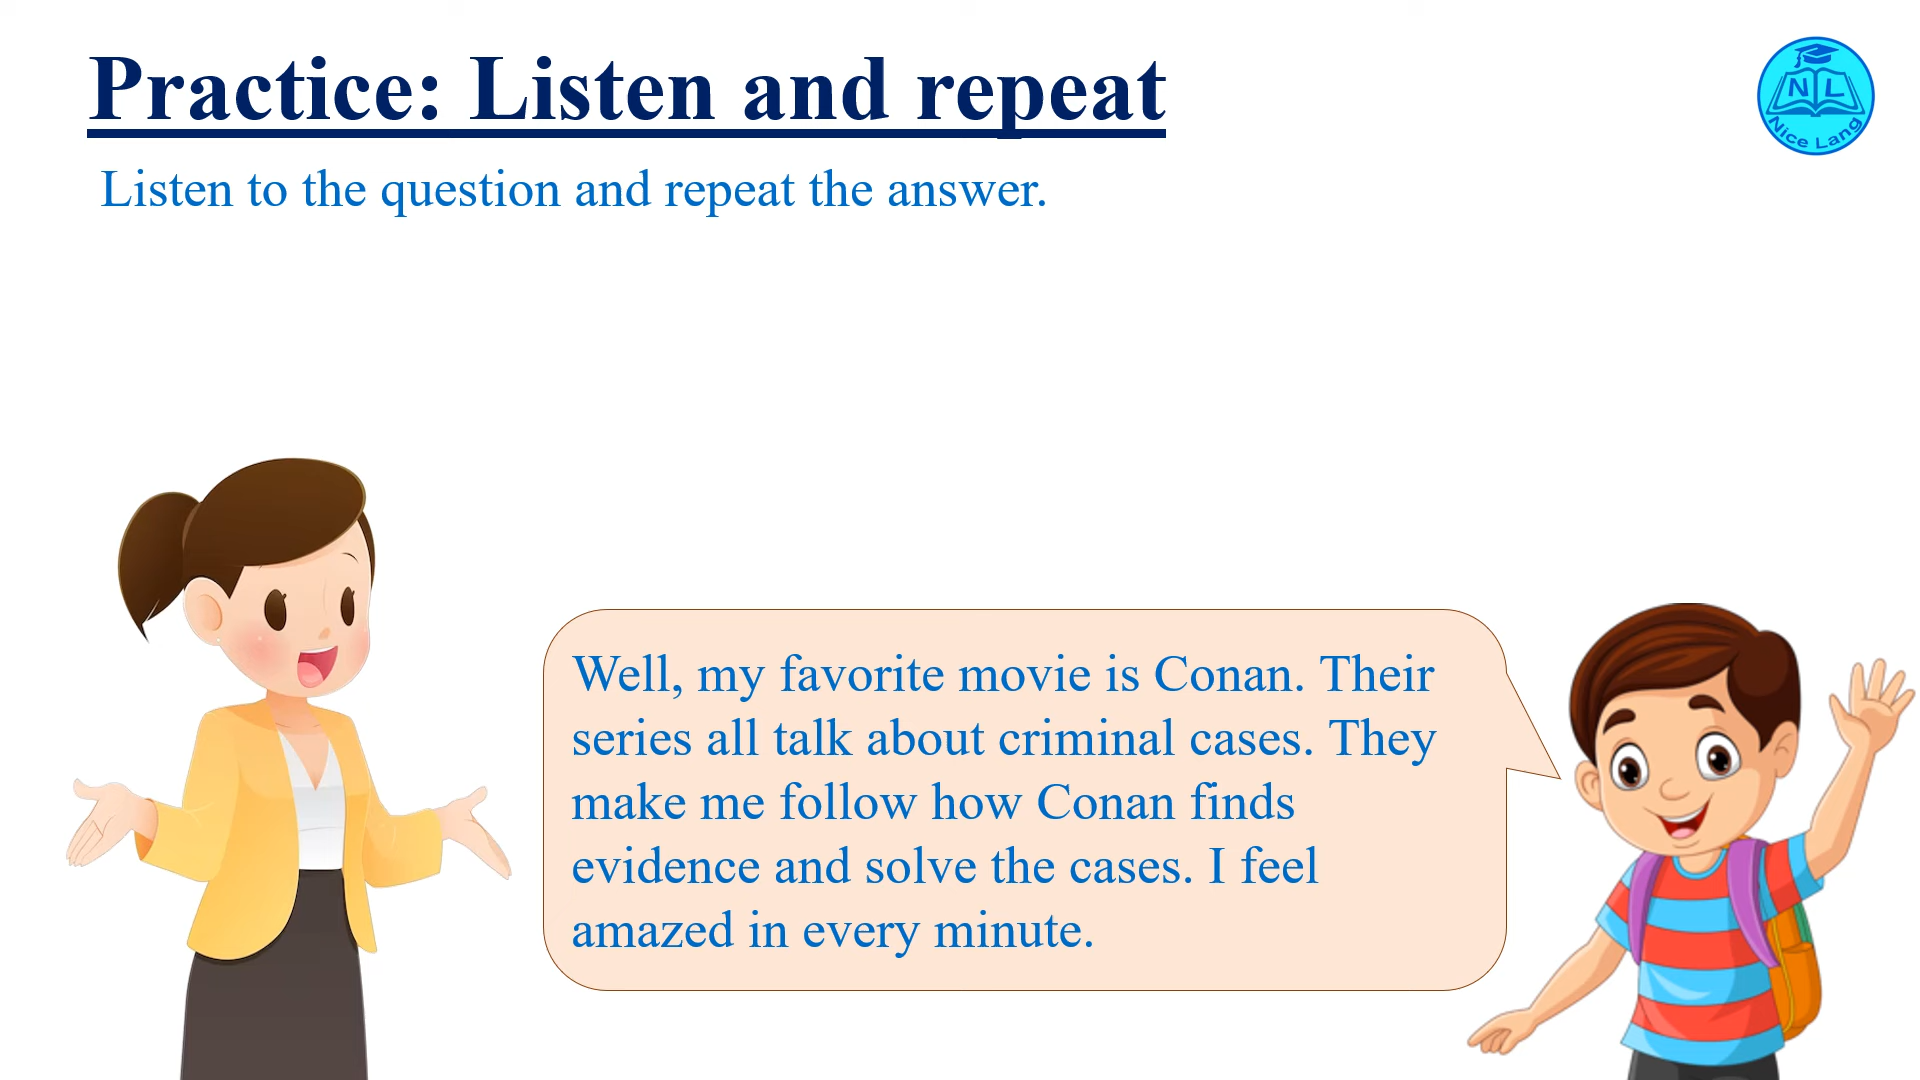 Practice: Listen and repeat
Listen to the question and repeat the answer.
N L
Nice Lang
Well, my favorite movie is Conan. Their
series all talk about criminal cases. They
make me follow how Conan finds
evidence and solve the cases. I feel
amazed in every minute.